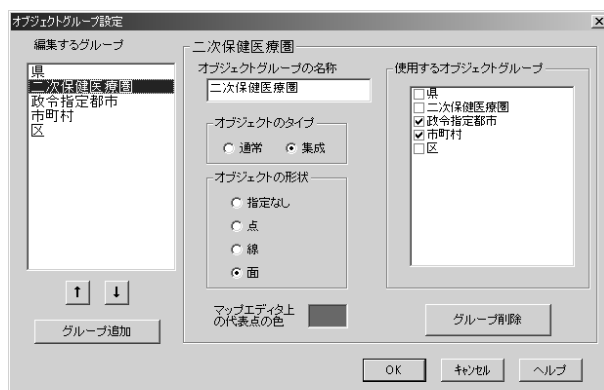 オブジェクトグループ設定
編集するグループ
県
二次保健医療圏
政令指定都市
市町村
区
↑ ↓
グループ追加
二次保健医療圏
オブジェクトグループの名称
二次保健医療圏
オブジェクトのタイプ
通常 集成
オブジェクトの形状
指定なし
点
線
面
マップエディタ上
の代表点の色
使用するオブジェクトグループ
県
二次保健医療圏
政令指定都市
市町村
区
グループ削除
OK キャンセル ヘルプ